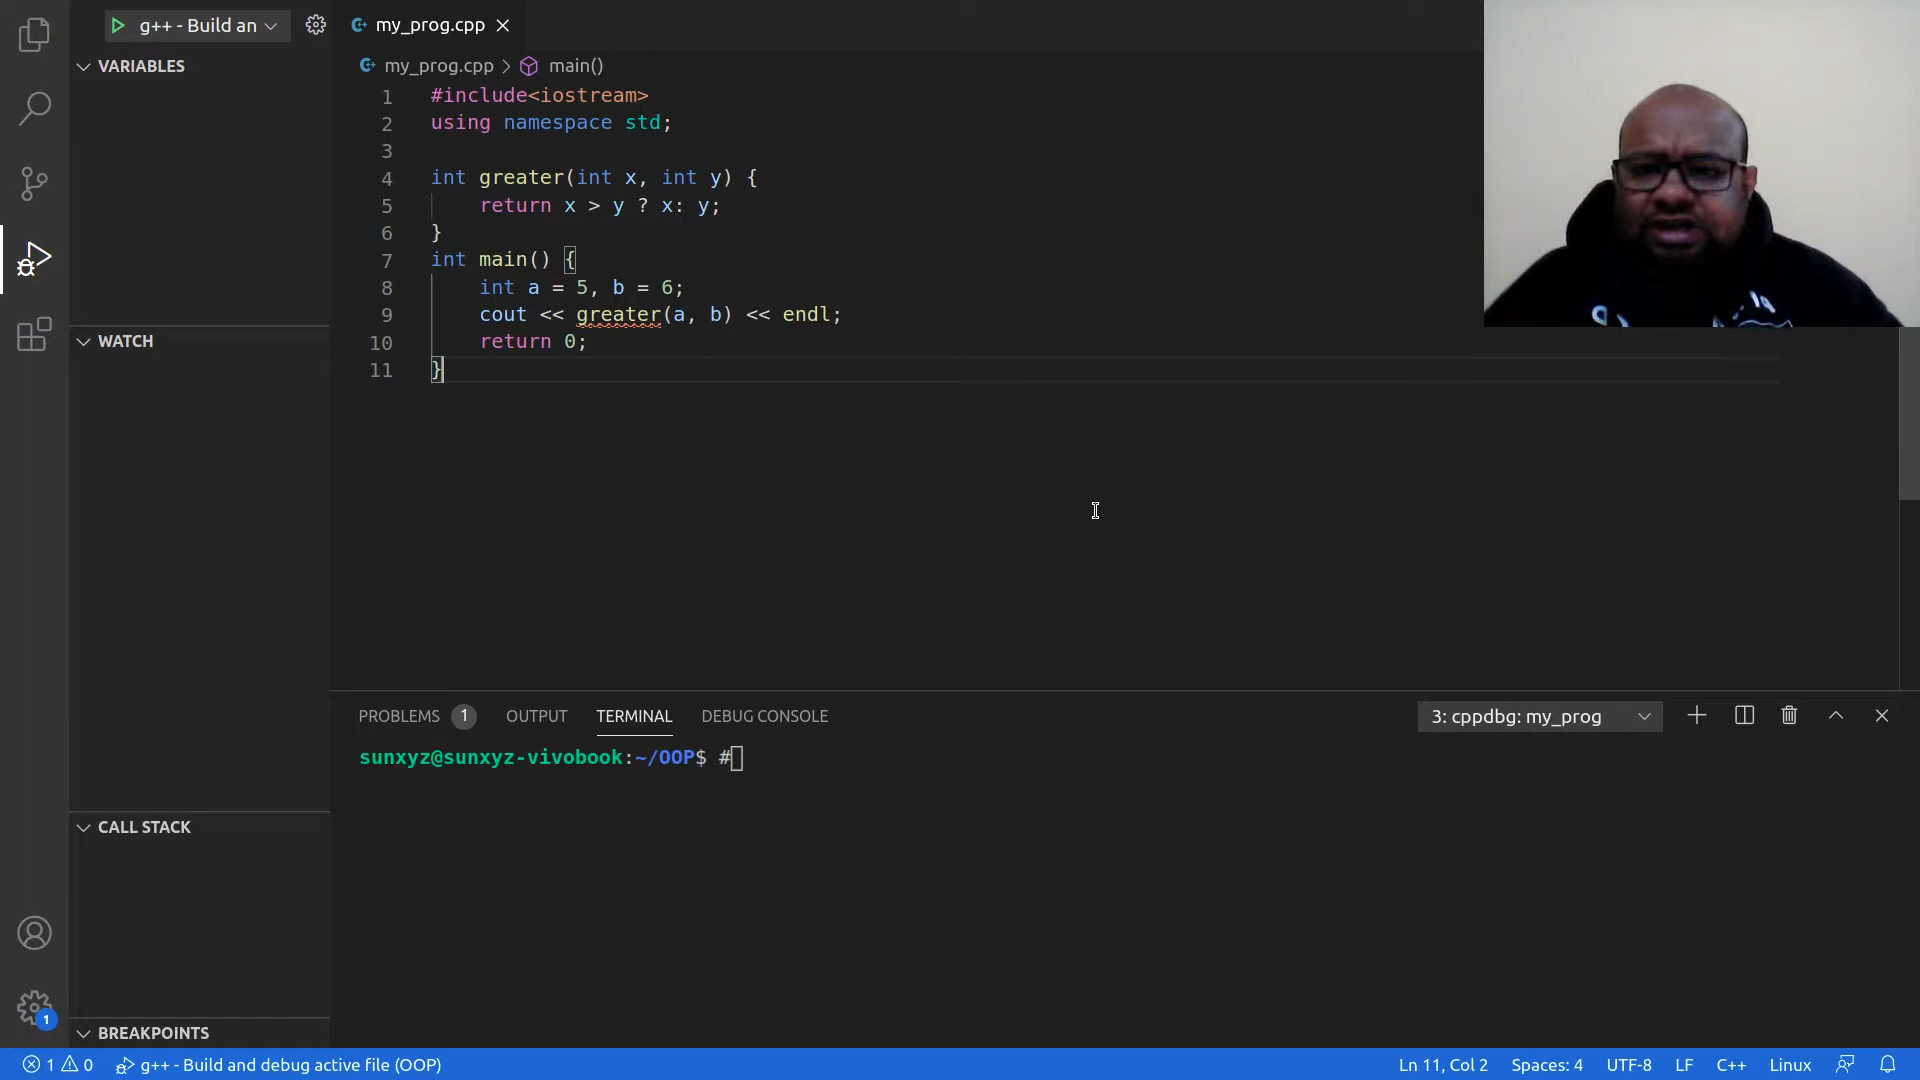 g++ - Build an
my_prog.cpp
VARIABLES
my_prog.cpp > main()
1 #include<iostream>
2 using namespace std;
3
4 int greater(int x, int y) {
5 return x > y ? x: y;
6 }
7 int main() {
8 int a = 5, b = 6;
9 cout << greater(a, b) << endl;
10 return 0;
11 }
WATCH
PROBLEMS 1 OUTPUT TERMINAL DEBUG CONSOLE 3: cppdbg: my_prog
sunxyz@sunxyz-vivobook:~/OOP$ #
CALL STACK
1
BREAKPOINTS
1 0 g++ - Build and debug active file (OOP) Ln 11, Col 2 Spaces: 4 UTF-8 LF C++ Linux